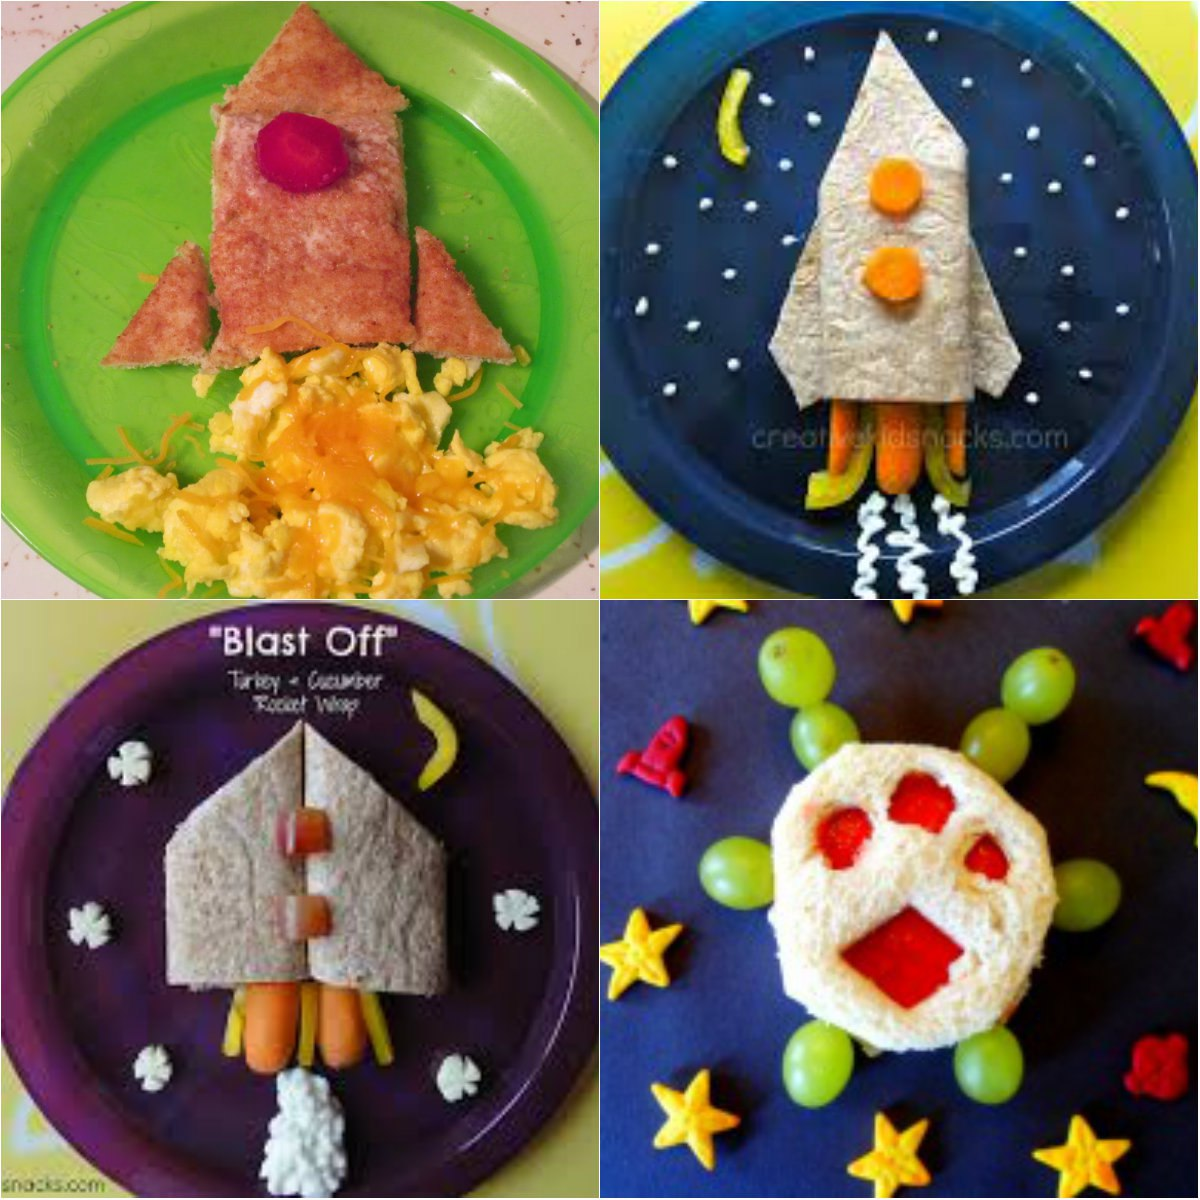 creativekidsnacks.com
"Blast Off"
Turkey & Cucumber
Rocket Wrap
snacks.com